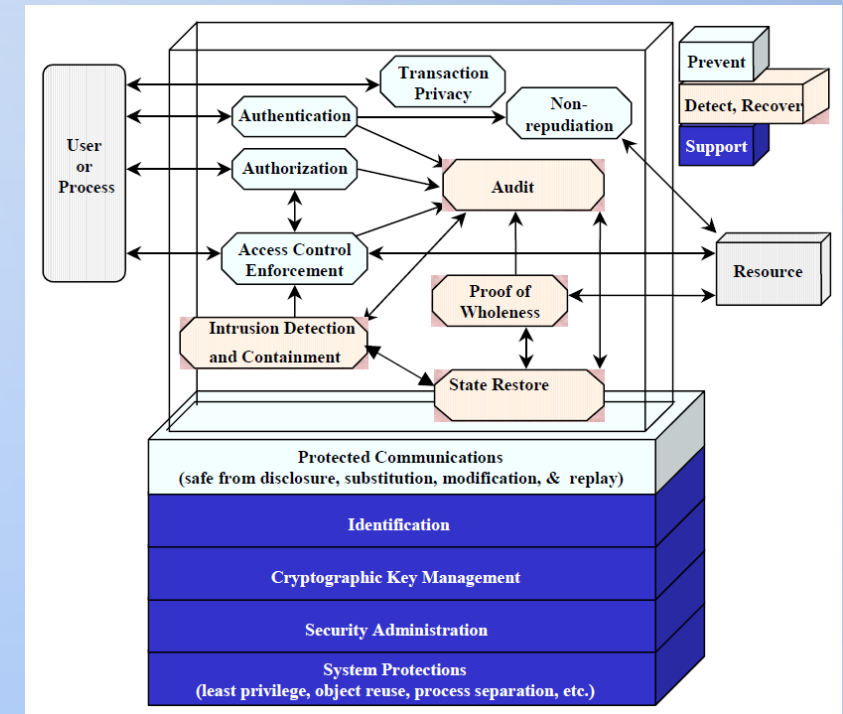 Prevent
Detect, Recover
Support
User
or
Process
Transaction
Privacy
Authentication
Non-
repudiation
Authorization
Audit
Access Control
Enforcement
Resource
Proof of
Wholeness
Intrusion Detection
and Containment
State Restore
Protected Communications
(safe from disclosure, substitution, modification, & replay)
Identification
Cryptographic Key Management
Security Administration
System Protections
(least privilege, object reuse, process separation, etc.)